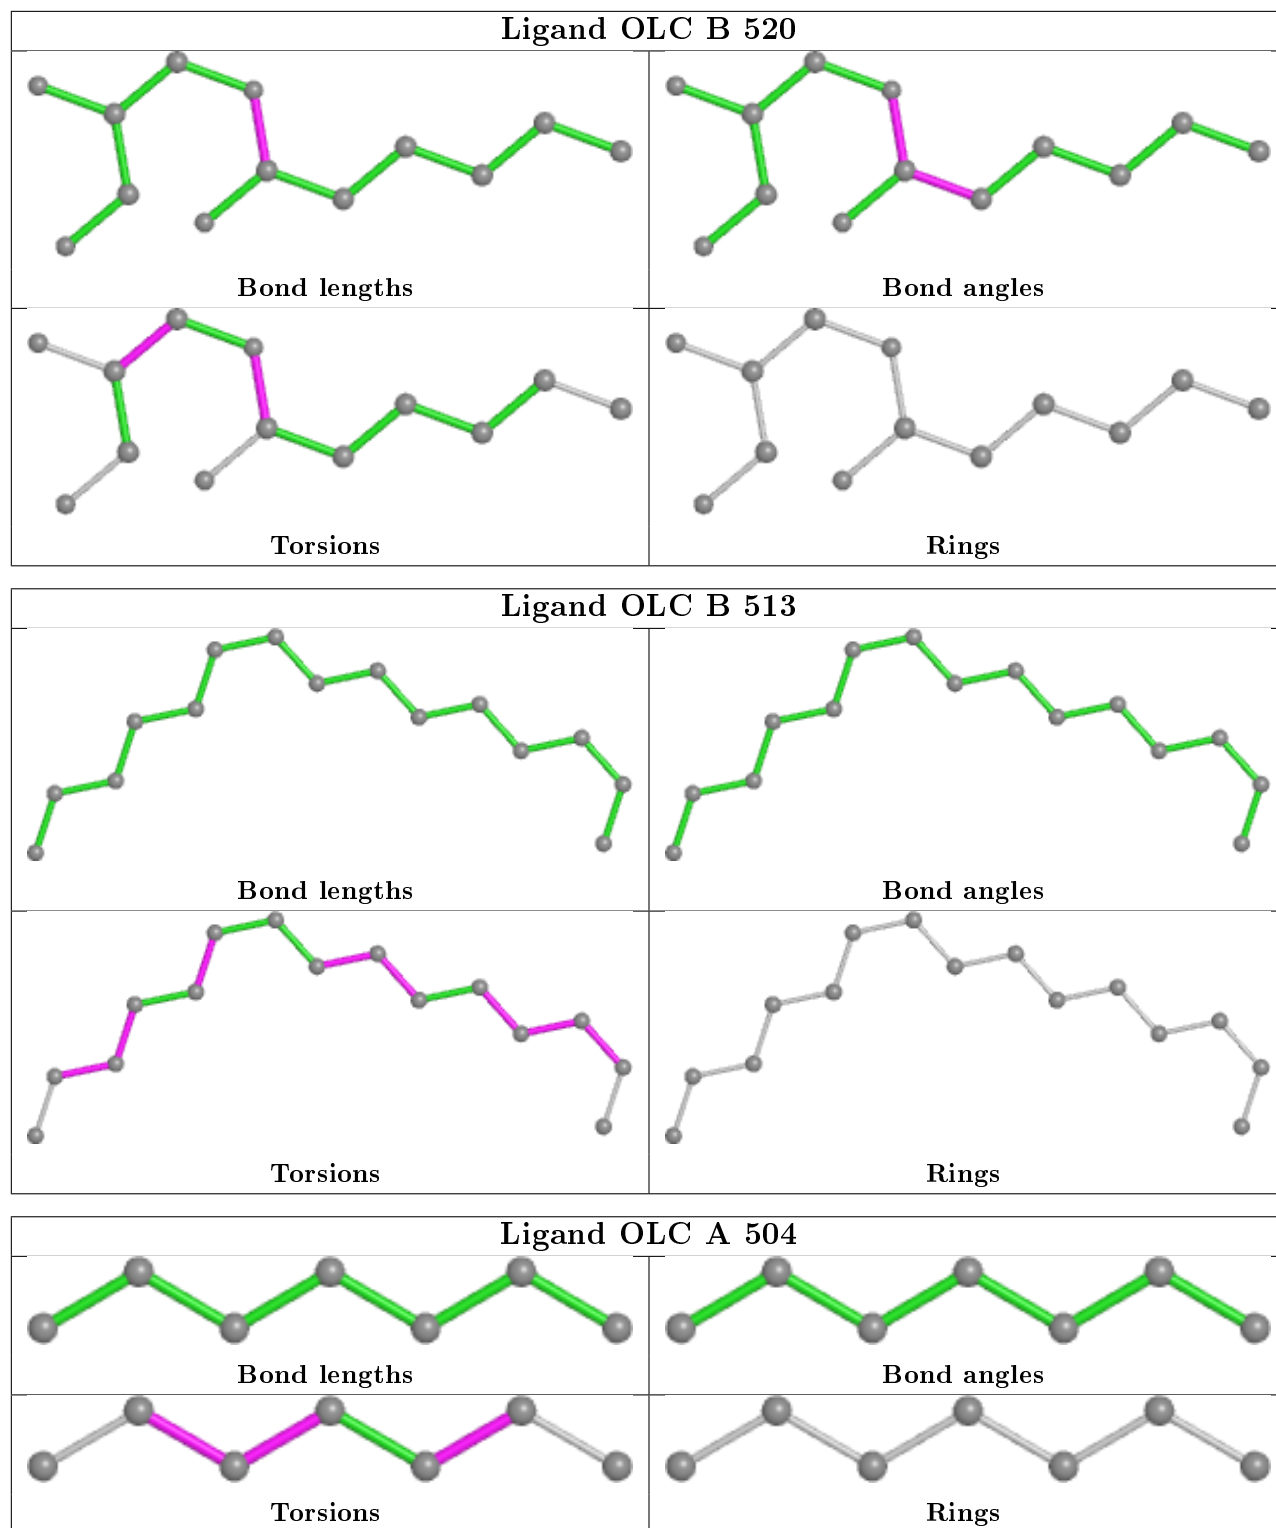 Ligand OLC B 520
Bond lengths
Bond angles
Torsions
Rings
Ligand OLC B 513
Bond lengths
Bond angles
Torsions
Rings
Ligand OLC A 504
Bond lengths
Bond angles
Torsions
Rings